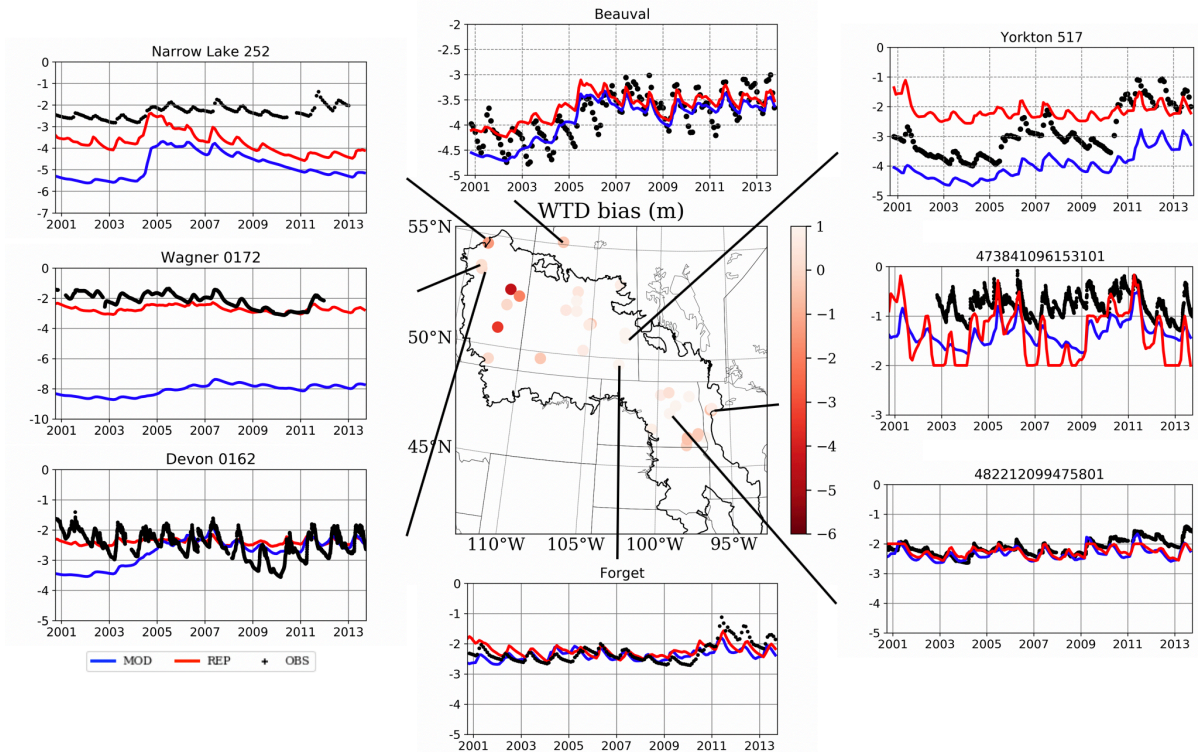 Narrow Lake 252
0
-1
-2
-3
-4
-5
-6
-7
2001 2003 2005 2007 2009 2011 2013
Beauval
-2
-2.5
-3
-3.5
-4
-4.5
-5
2001 2003 2005 2007 2009 2011 2013
Yorkton 517
0
-1
-2
-3
-4
-5
2001 2003 2005 2007 2009 2011 2013
Wagner 0172
0
-2
-4
-6
-8
-10
2001 2003 2005 2007 2009 2011 2013
WTD bias (m)
55°N
50°N
45°N
110°W 105°W 100°W 95°W
1
0
−1
−2
−3
−4
−5
−6
473841096153101
0
-1
-2
-3
2001 2003 2005 2007 2009 2011 2013
Devon 0162
0
-1
-2
-3
-4
-5
2001 2003 2005 2007 2009 2011 2013
MOD REP OBS
Forget
0
-1
-2
-3
-4
-5
2001 2003 2005 2007 2009 2011 2013
482212099475801
0
-1
-2
-3
-4
-5
2001 2003 2005 2007 2009 2011 2013